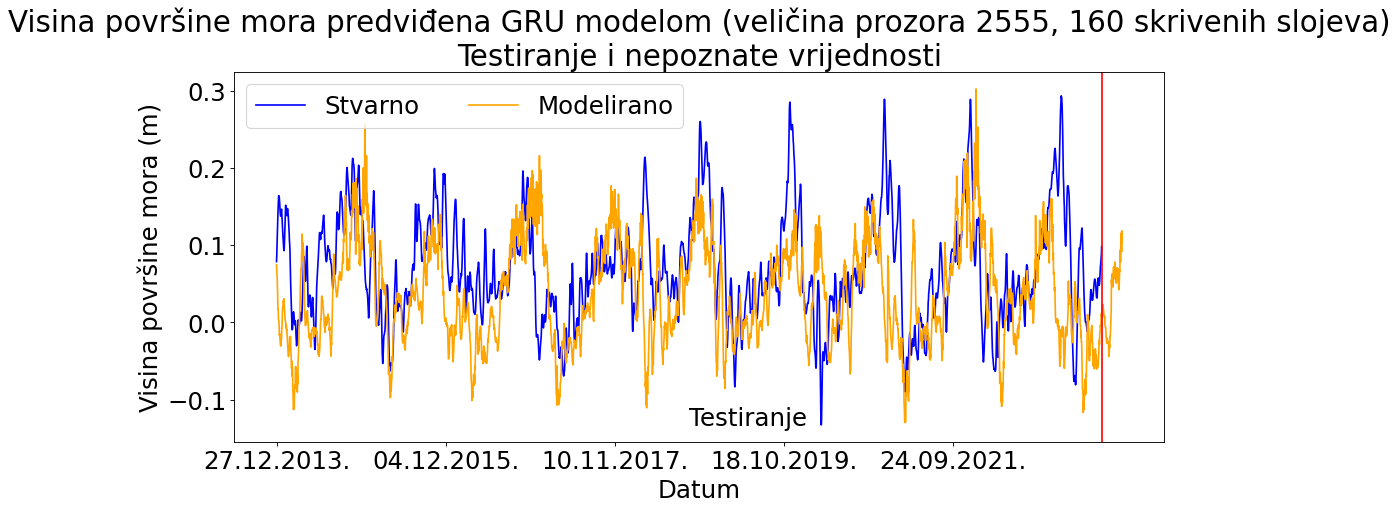 Visina površine mora predviđena GRU modelom (veličina prozora 2555, 160 skrivenih slojeva)
Testiranje i nepoznate vrijednosti
Stvarno Modelirano
Visina površine mora (m)
0.3
0.2
0.1
0.0
−0.1
Testiranje
27.12.2013. 04.12.2015. 10.11.2017. 18.10.2019. 24.09.2021.
Datum